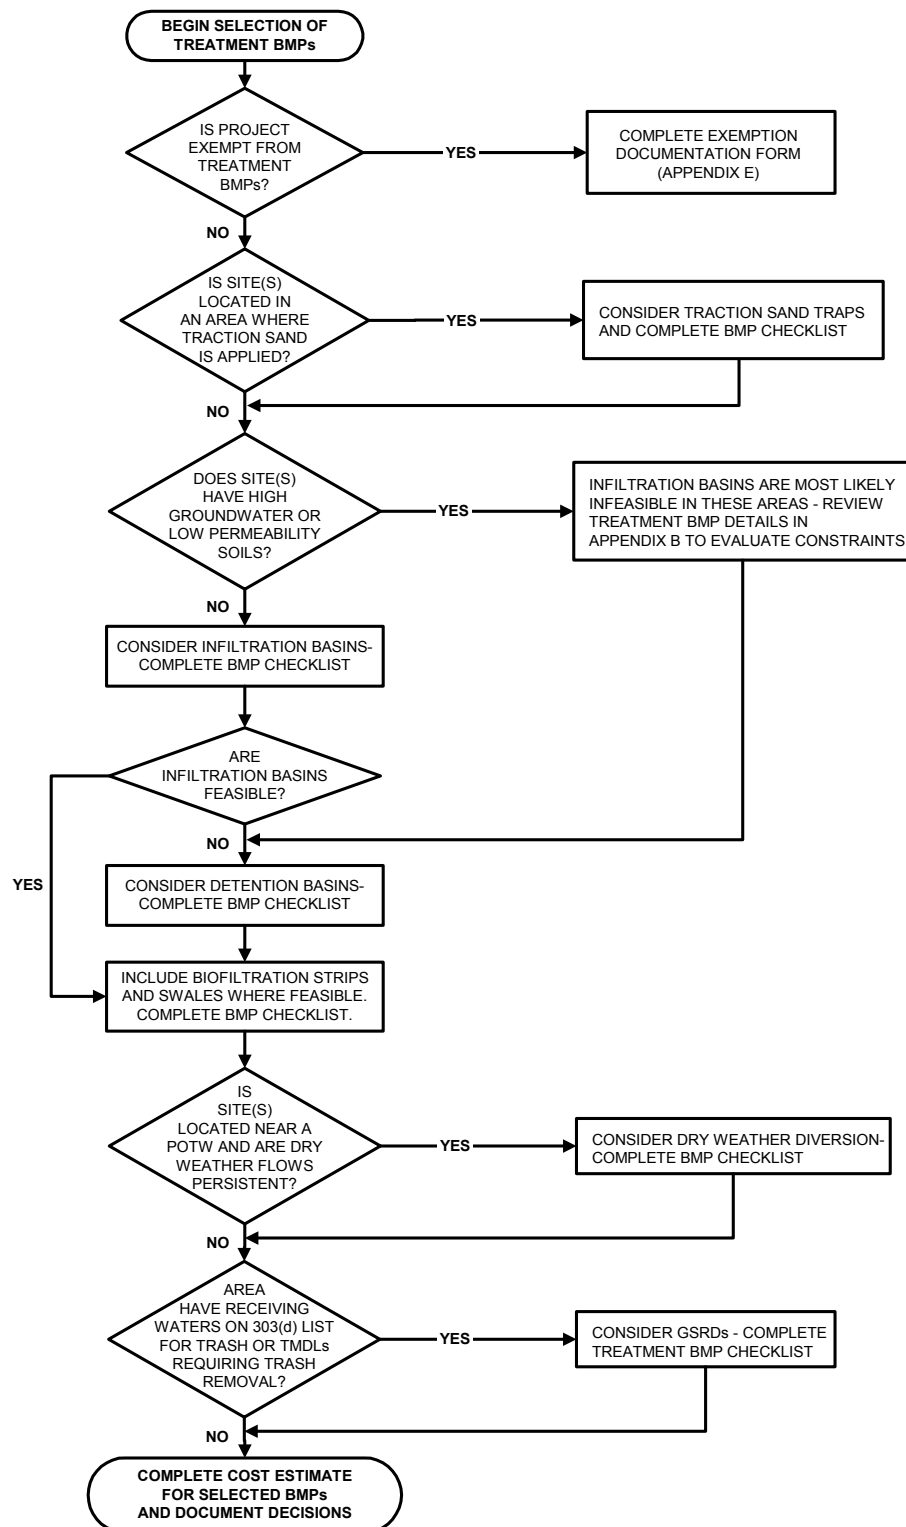 BEGIN SELECTION OF
TREATMENT BMPs
IS PROJECT
EXEMPT FROM
TREATMENT
BMPs?
YES
COMPLETE EXEMPTION
DOCUMENTATION FORM
(APPENDIX E)
NO
IS SITE(S)
LOCATED IN
AN AREA WHERE
TRACTION SAND
IS APPLIED?
YES
CONSIDER TRACTION SAND TRAPS
AND COMPLETE BMP CHECKLIST
NO
DOES SITE(S)
HAVE HIGH
GROUNDWATER OR
LOW PERMEABILITY
SOILS?
YES
INFILTRATION BASINS ARE MOST LIKELY
INFEASIBLE IN THESE AREAS - REVIEW
TREATMENT BMP DETAILS IN
APPENDIX B TO EVALUATE CONSTRAINTS
NO
CONSIDER INFILTRATION BASINS-
COMPLETE BMP CHECKLIST
ARE
INFILTRATION BASINS
FEASIBLE?
NO
YES
CONSIDER DETENTION BASINS-
COMPLETE BMP CHECKLIST
INCLUDE BIOFILTRATION STRIPS
AND SWALES WHERE FEASIBLE.
COMPLETE BMP CHECKLIST.
IS
SITE(S)
LOCATED NEAR A
POTW AND ARE DRY
WEATHER FLOWS
PERSISTENT?
YES
CONSIDER DRY WEATHER DIVERSION-
COMPLETE BMP CHECKLIST
NO
AREA
HAVE RECEIVING
WATERS ON 303(d) LIST
FOR TRASH OR TMDLs
REQUIRING TRASH
REMOVAL?
YES
CONSIDER GSRDs - COMPLETE
TREATMENT BMP CHECKLIST
NO
COMPLETE COST ESTIMATE
FOR SELECTED BMPs
AND DOCUMENT DECISIONS